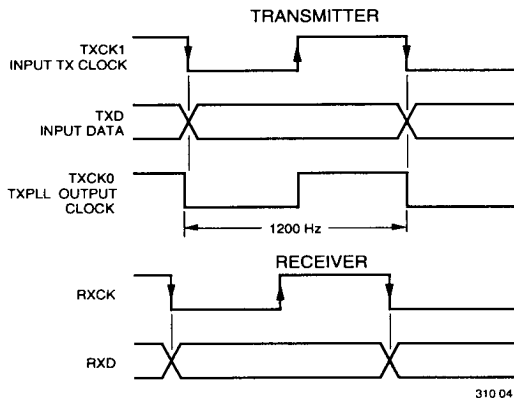 TRANSMITTER
TXCK1
INPUT TX CLOCK
TXD
INPUT DATA
TXCK0
TXPLL OUTPUT
CLOCK
1200 Hz
RECEIVER
RXCK
RXD
310 04